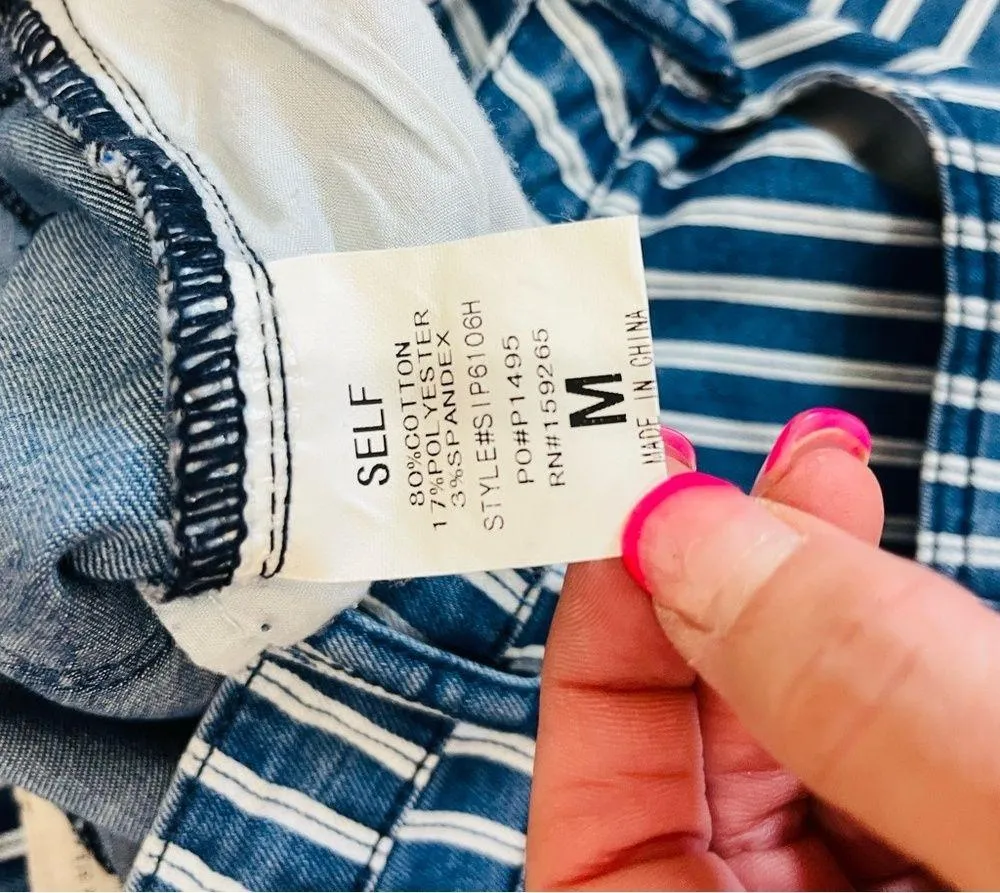 SELF
80%COTTON
17%POLYESTER
3%SPANDEX
STYLE#SIP6106H
PO#P1495
RN#159265
M
MADE IN CHINA